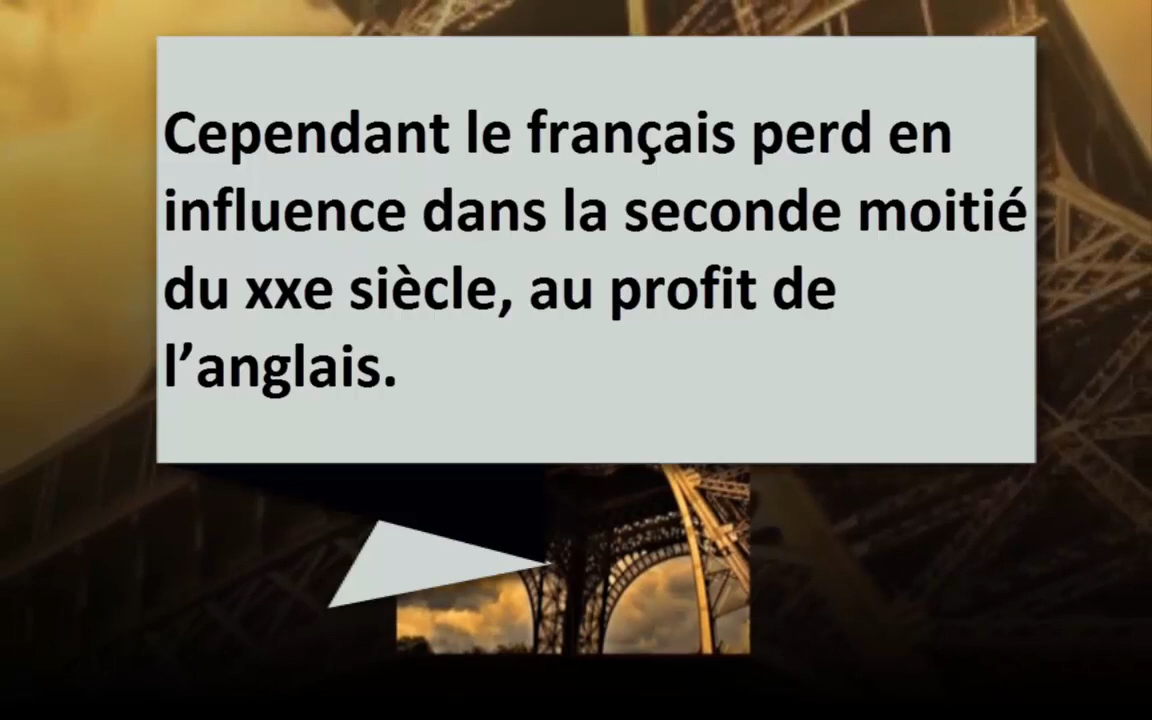 Cependant le français perd en
influence dans la seconde moitié
du xxe siècle, au profit de
l’anglais.